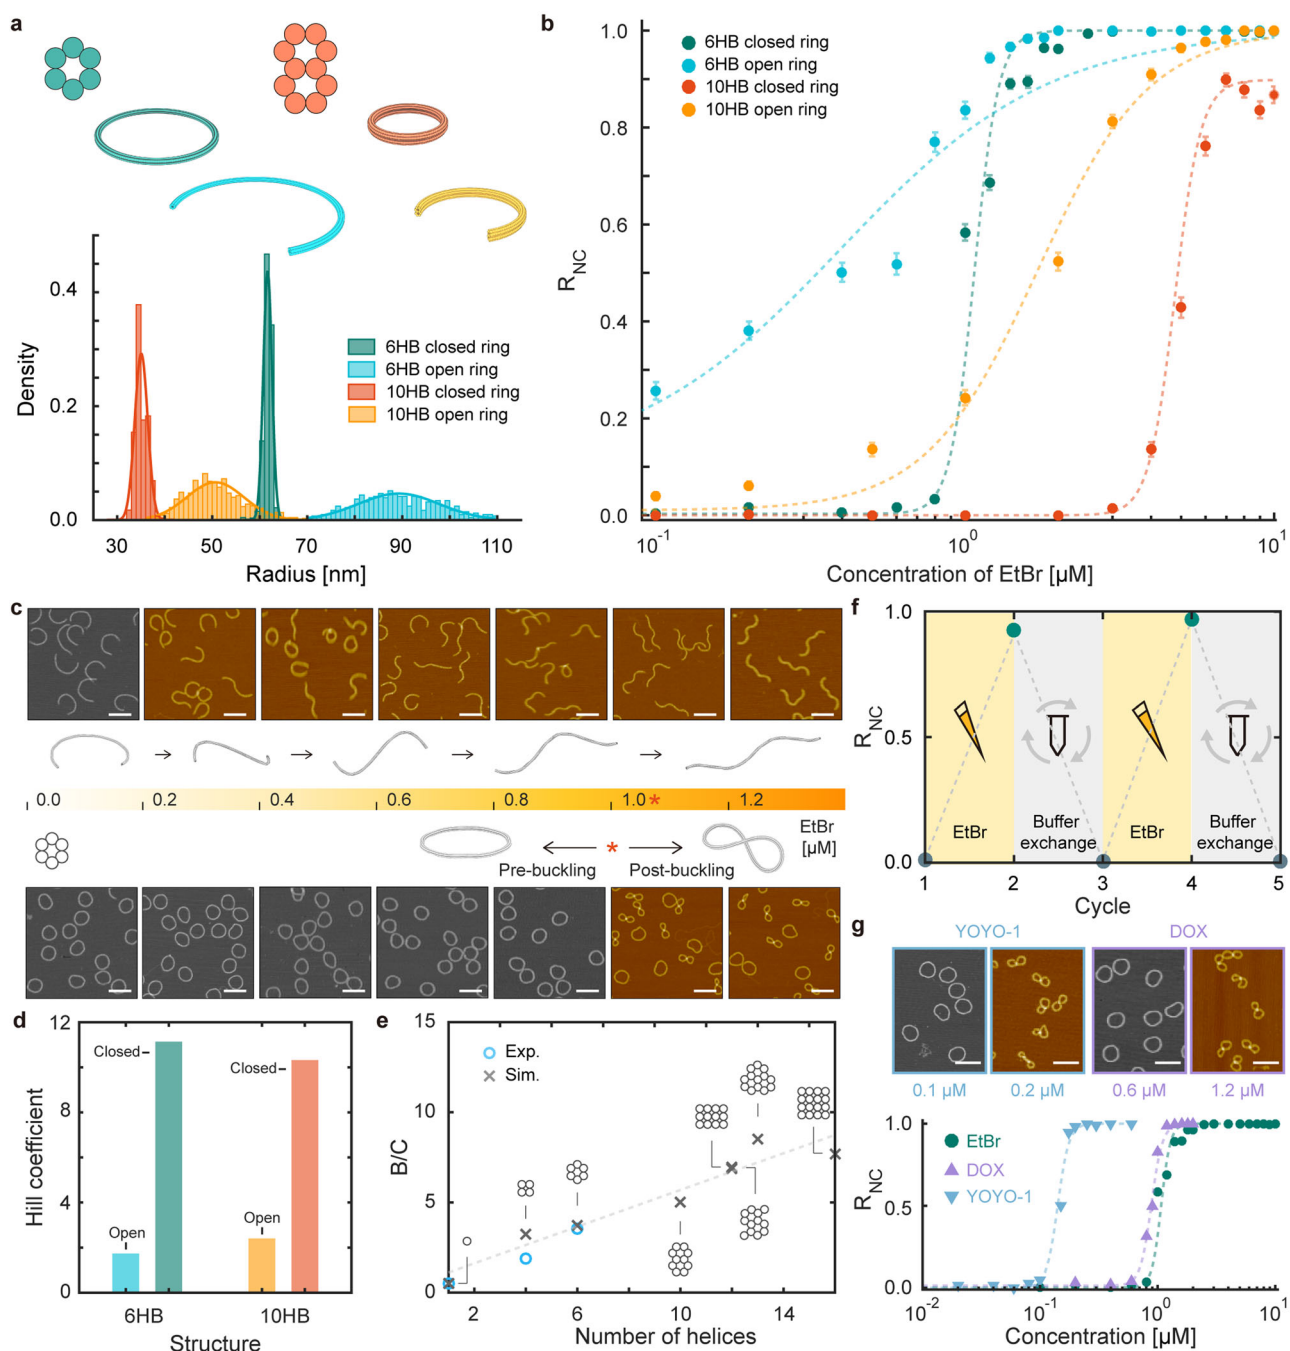 a
0.4
0.2
0.0
Density
30
50
70
90
110
Radius [nm]
6HB closed ring
6HB open ring
10HB closed ring
10HB open ring
b
1.0
0.8
0.6
0.4
0.2
0.0
R_NC
6HB closed ring
6HB open ring
10HB closed ring
10HB open ring
10⁻¹
10⁰
10¹
Concentration of EtBr [µM]
c
0.0
0.2
0.4
0.6
0.8
1.0*
1.2
EtBr
[µM]
*
Pre-buckling
Post-buckling
d
12
8
4
0
Hill coefficient
Closed
Open
Closed
Open
6HB
10HB
Structure
e
15
10
5
0
B/C
Exp.
Sim.
2
6
10
14
Number of helices
f
1.0
0.5
0.0
R_NC
EtBr
Buffer
exchange
EtBr
Buffer
exchange
1
2
3
4
5
Cycle
g
YOYO-1
DOX
0.1 µM
0.2 µM
0.6 µM
1.2 µM
1.0
0.5
0.0
R_NC
EtBr
DOX
YOYO-1
10⁻²
10⁻¹
10⁰
10¹
Concentration [µM]